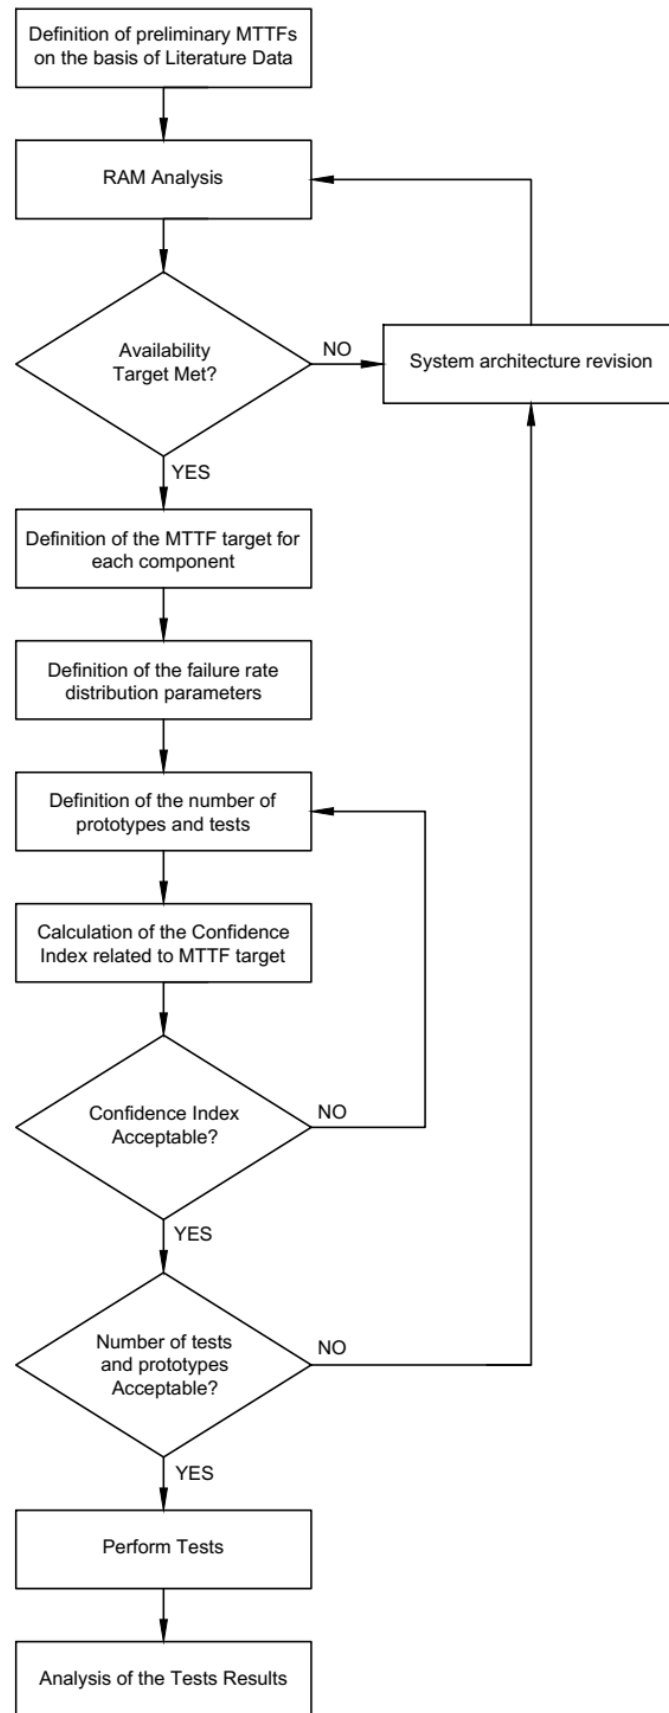 Definition of preliminary MTTFs
on the basis of Literature Data
RAM Analysis
Availability
Target Met?
NO
System architecture revision
YES
Definition of the MTTF target for
each component
Definition of the failure rate
distribution parameters
Definition of the number of
prototypes and tests
Calculation of the Confidence
Index related to MTTF target
Confidence Index
Acceptable?
NO
YES
Number of tests
and prototypes
Acceptable?
NO
YES
Perform Tests
Analysis of the Tests Results